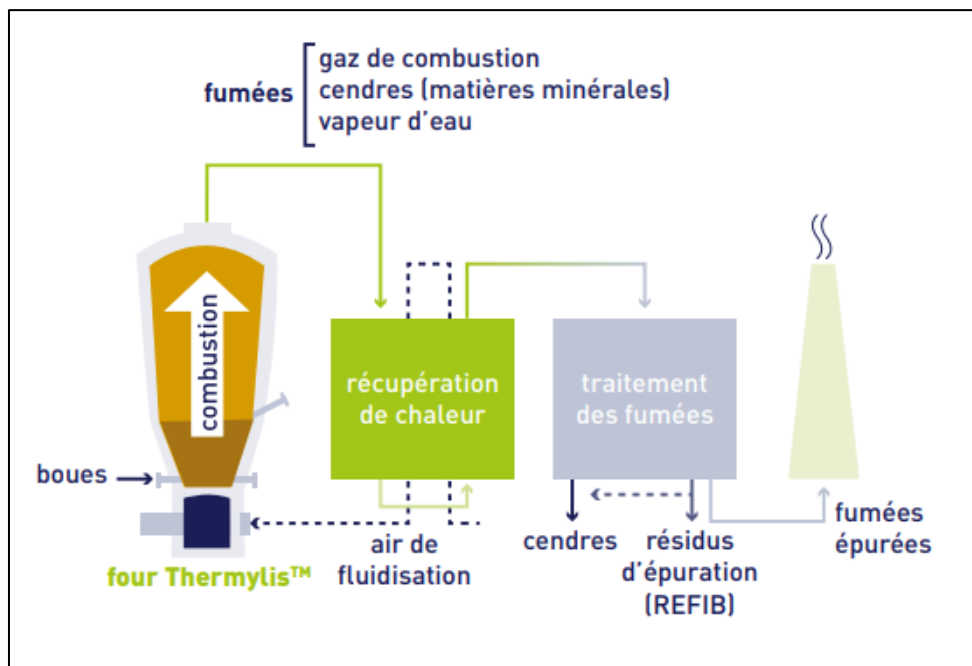 fumées
gaz de combustion
cendres (matières minérales)
vapeur d'eau
combustion
récupération
de chaleur
traitement
des fumées
boues
four Thermylis™
air de
fluidisation
cendres
résidus
d'épuration
(REFIB)
fumées
épurées